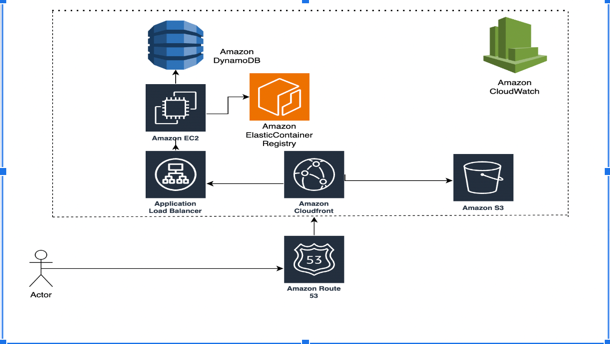 Amazon
DynamoDB
Amazon
CloudWatch
Amazon EC2
Amazon
ElasticContainer
Registry
Application
Load Balancer
Amazon
Cloudfront
Amazon S3
53
Amazon Route
53
Actor